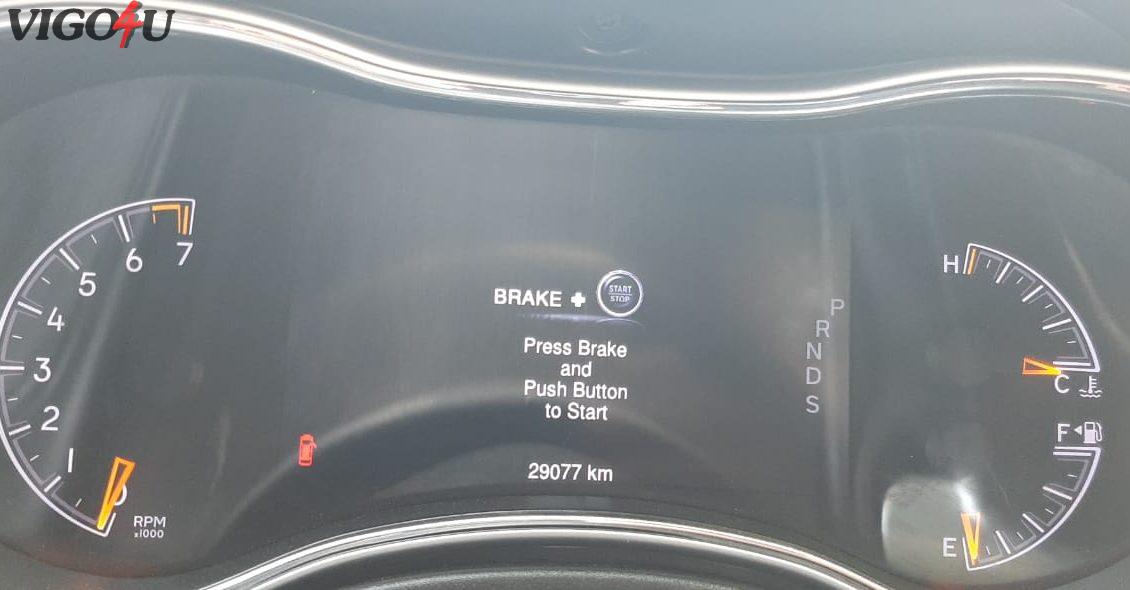 VIGO4U
7
6
5
4
3
2
1
0
RPM
x1000
BRAKE + START
STOP
Press Brake
and
Push Button
to Start
29077 km
P
R
N
D
S
H
C
F
E